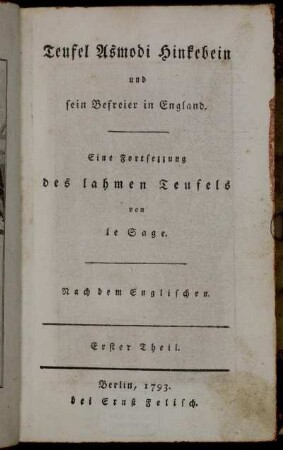 Teufel Asmodi Hinkebein
und
sein Befreier in England.
Eine Fortsezzung
des lahmen Teufels
von
le Sage.
Nach dem Englischen.
Erster Theil.
Berlin, 1793.
bei Ernst Felisch.